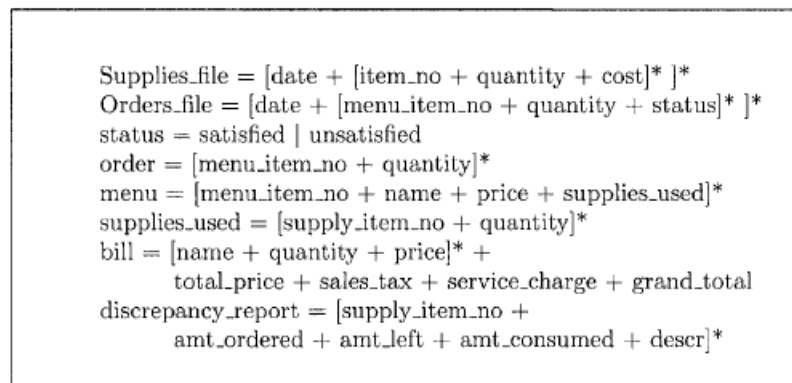 Supplies_file = [date + [item_no + quantity + cost]* ]*
Orders_file = [date + [menu_item_no + quantity + status]* ]*
status = satisfied | unsatisfied
order = [menu_item_no + quantity]*
menu = [menu_item_no + name + price + supplies_used]*
supplies_used = [supply_item_no + quantity]*
bill = [name + quantity + price]* +
total_price + sales_tax + service_charge + grand_total
discrepancy_report = [supply_item_no +
amt_ordered + amt_left + amt_consumed + descr]*